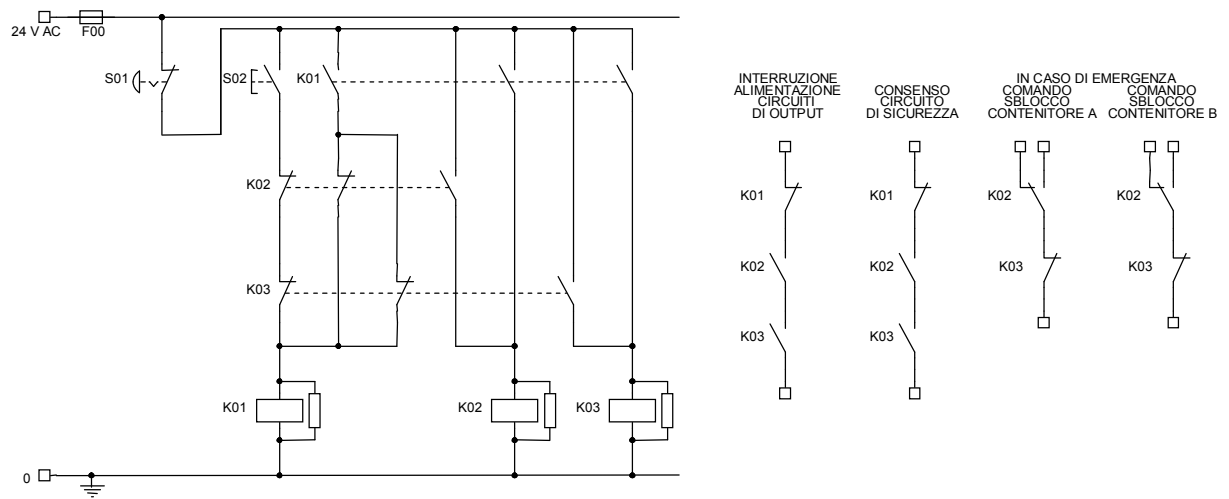 24 V AC
F00
S01
S02
K01
K02
K03
K01
K02
K03
0
INTERRUZIONE
ALIMENTAZIONE
CIRCUITI
DI OUTPUT
K01
K02
K03
CONSENSO
CIRCUITO
DI SICUREZZA
K01
K02
K03
IN CASO DI EMERGENZA
COMANDO
SBLOCCO
CONTENITORE A
K02
K03
COMANDO
SBLOCCO
CONTENITORE B
K02
K03